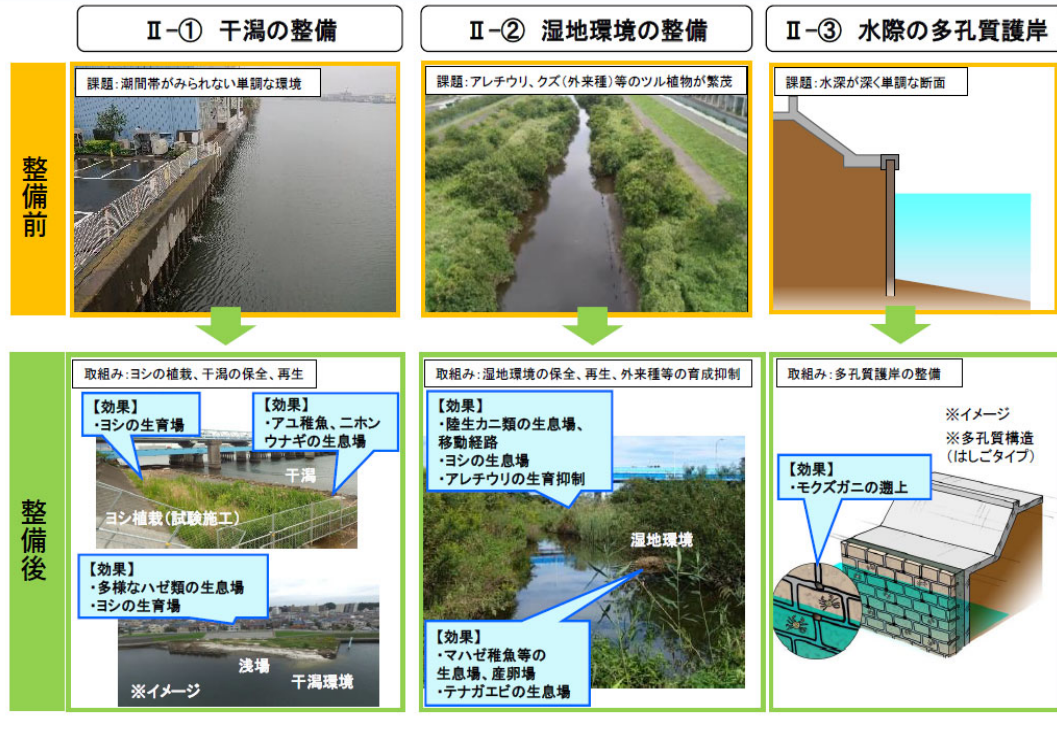 Ⅱ-① 干潟の整備
Ⅱ-② 湿地環境の整備
Ⅱ-③ 水際の多孔質護岸
整備前
課題:潮間帯がみられない単調な環境
課題:アレチウリ、クズ(外来種)等のツル植物が繁茂
課題:水深が深く単調な断面
整備後
取組み:ヨシの植栽、干潟の保全、再生
【効果】
・ヨシの生育場
【効果】
・アユ稚魚、ニホン
ウナギの生息場
干潟
ヨシ植栽(試験施工)
【効果】
・多様なハゼ類の生息場
・ヨシの生育場
浅場
干潟環境
※イメージ
取組み:湿地環境の保全、再生、外来種等の育成抑制
【効果】
・陸生カニ類の生息場、
移動経路
・ヨシの生息場
・アレチウリの生育抑制
湿地環境
【効果】
・マハゼ稚魚等の
生息場、産卵場
・テナガエビの生息場
取組み:多孔質護岸の整備
※イメージ
※多孔質構造
(はしごタイプ)
【効果】
・モクズガニの遡上